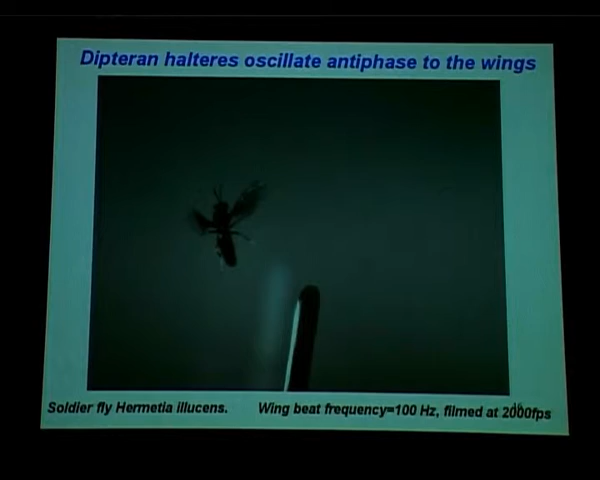 Dipteran halteres oscillate antiphase to the wings
Soldier fly Hermetia illucens. Wing beat frequency=100 Hz, filmed at 2000fps